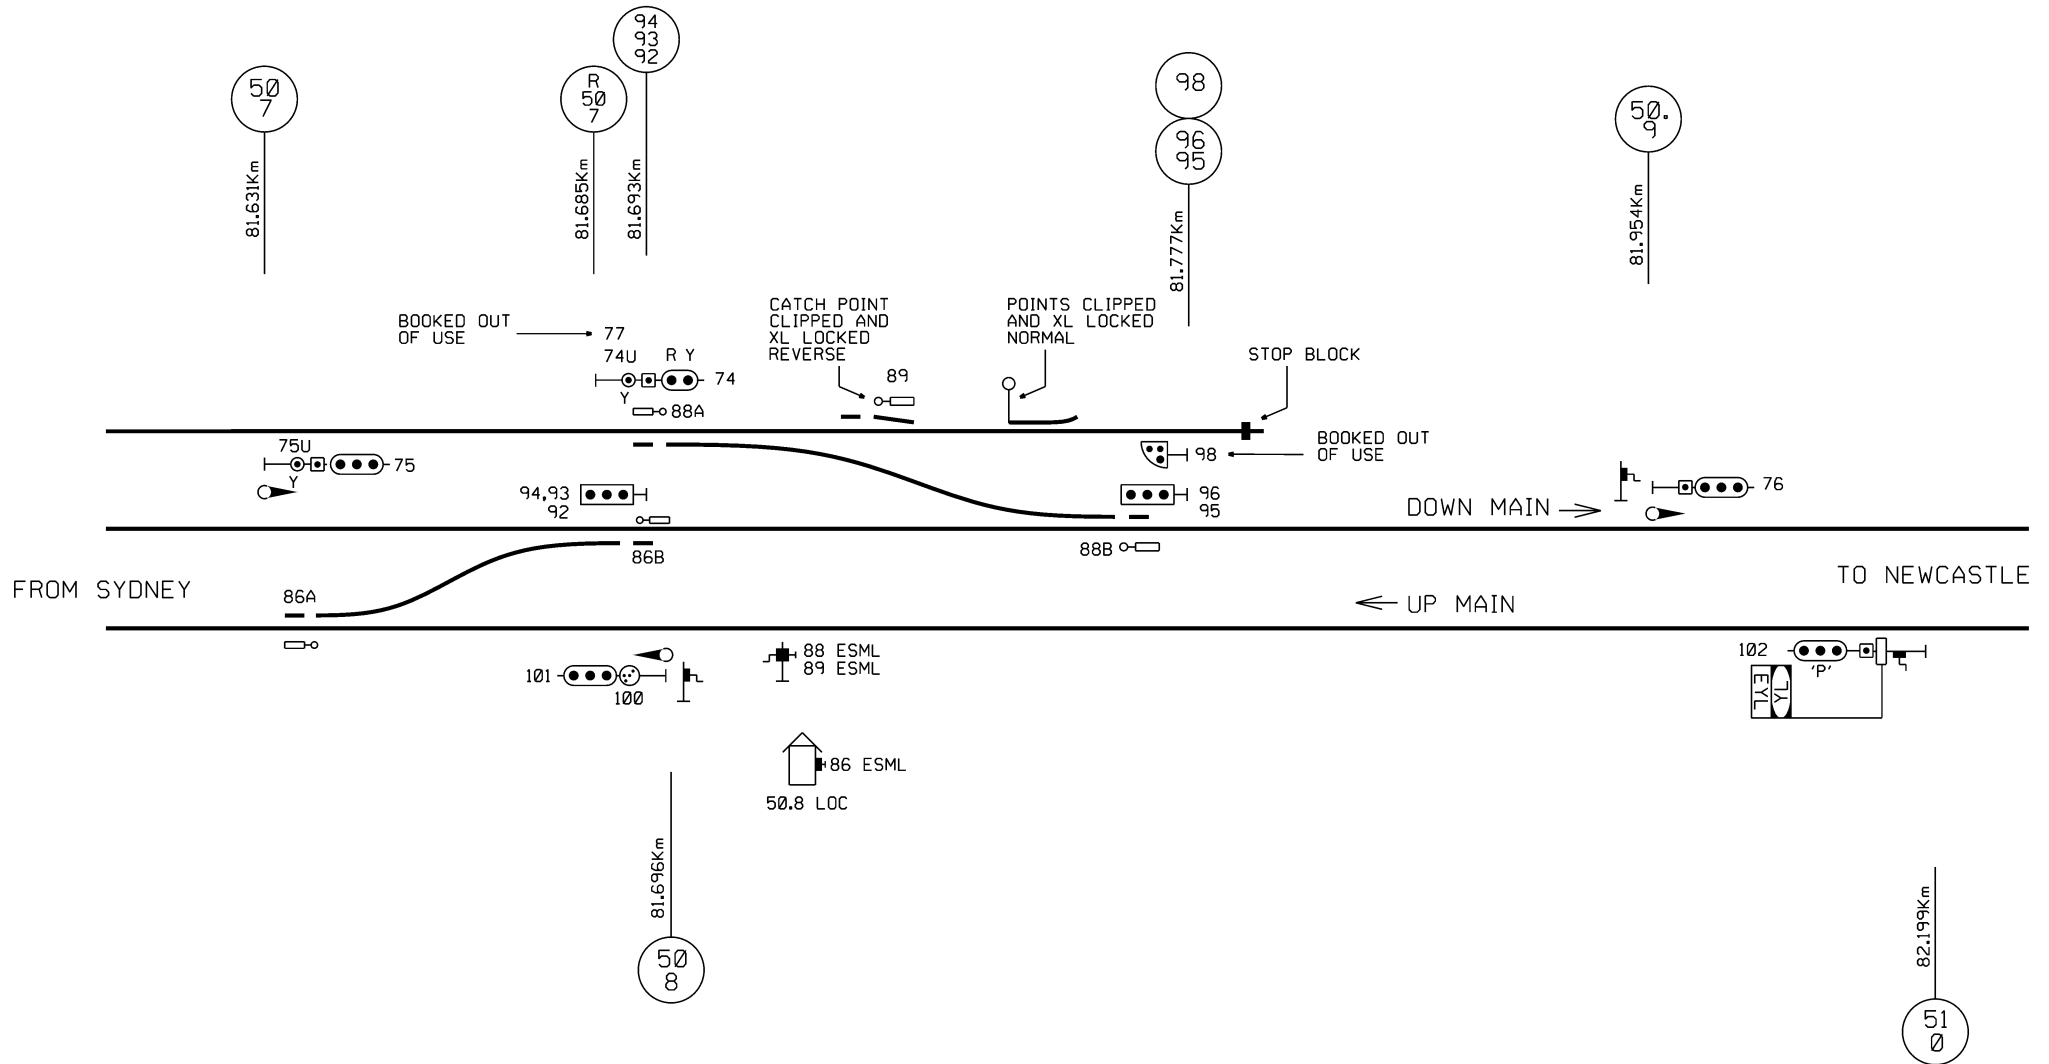 94
93
92
50
7
R
50
7
98
96
95
50.
9
81.631Km
81.685Km
81.693Km
81.777Km
81.954Km
BOOKED OUT
OF USE
77
74U
R Y
74
Y
88A
CATCH POINT
CLIPPED AND
XL LOCKED
REVERSE
89
POINTS CLIPPED
AND XL LOCKED
NORMAL
STOP BLOCK
75U
75
Y
98
BOOKED OUT
OF USE
94,93
92
96
95
76
DOWN MAIN
86B
88B
FROM SYDNEY
TO NEWCASTLE
86A
UP MAIN
101
100
88 ESML
89 ESML
102
'P'
EYL
YL
86 ESML
50.8 LOC
81.696Km
50
8
82.199Km
51
0